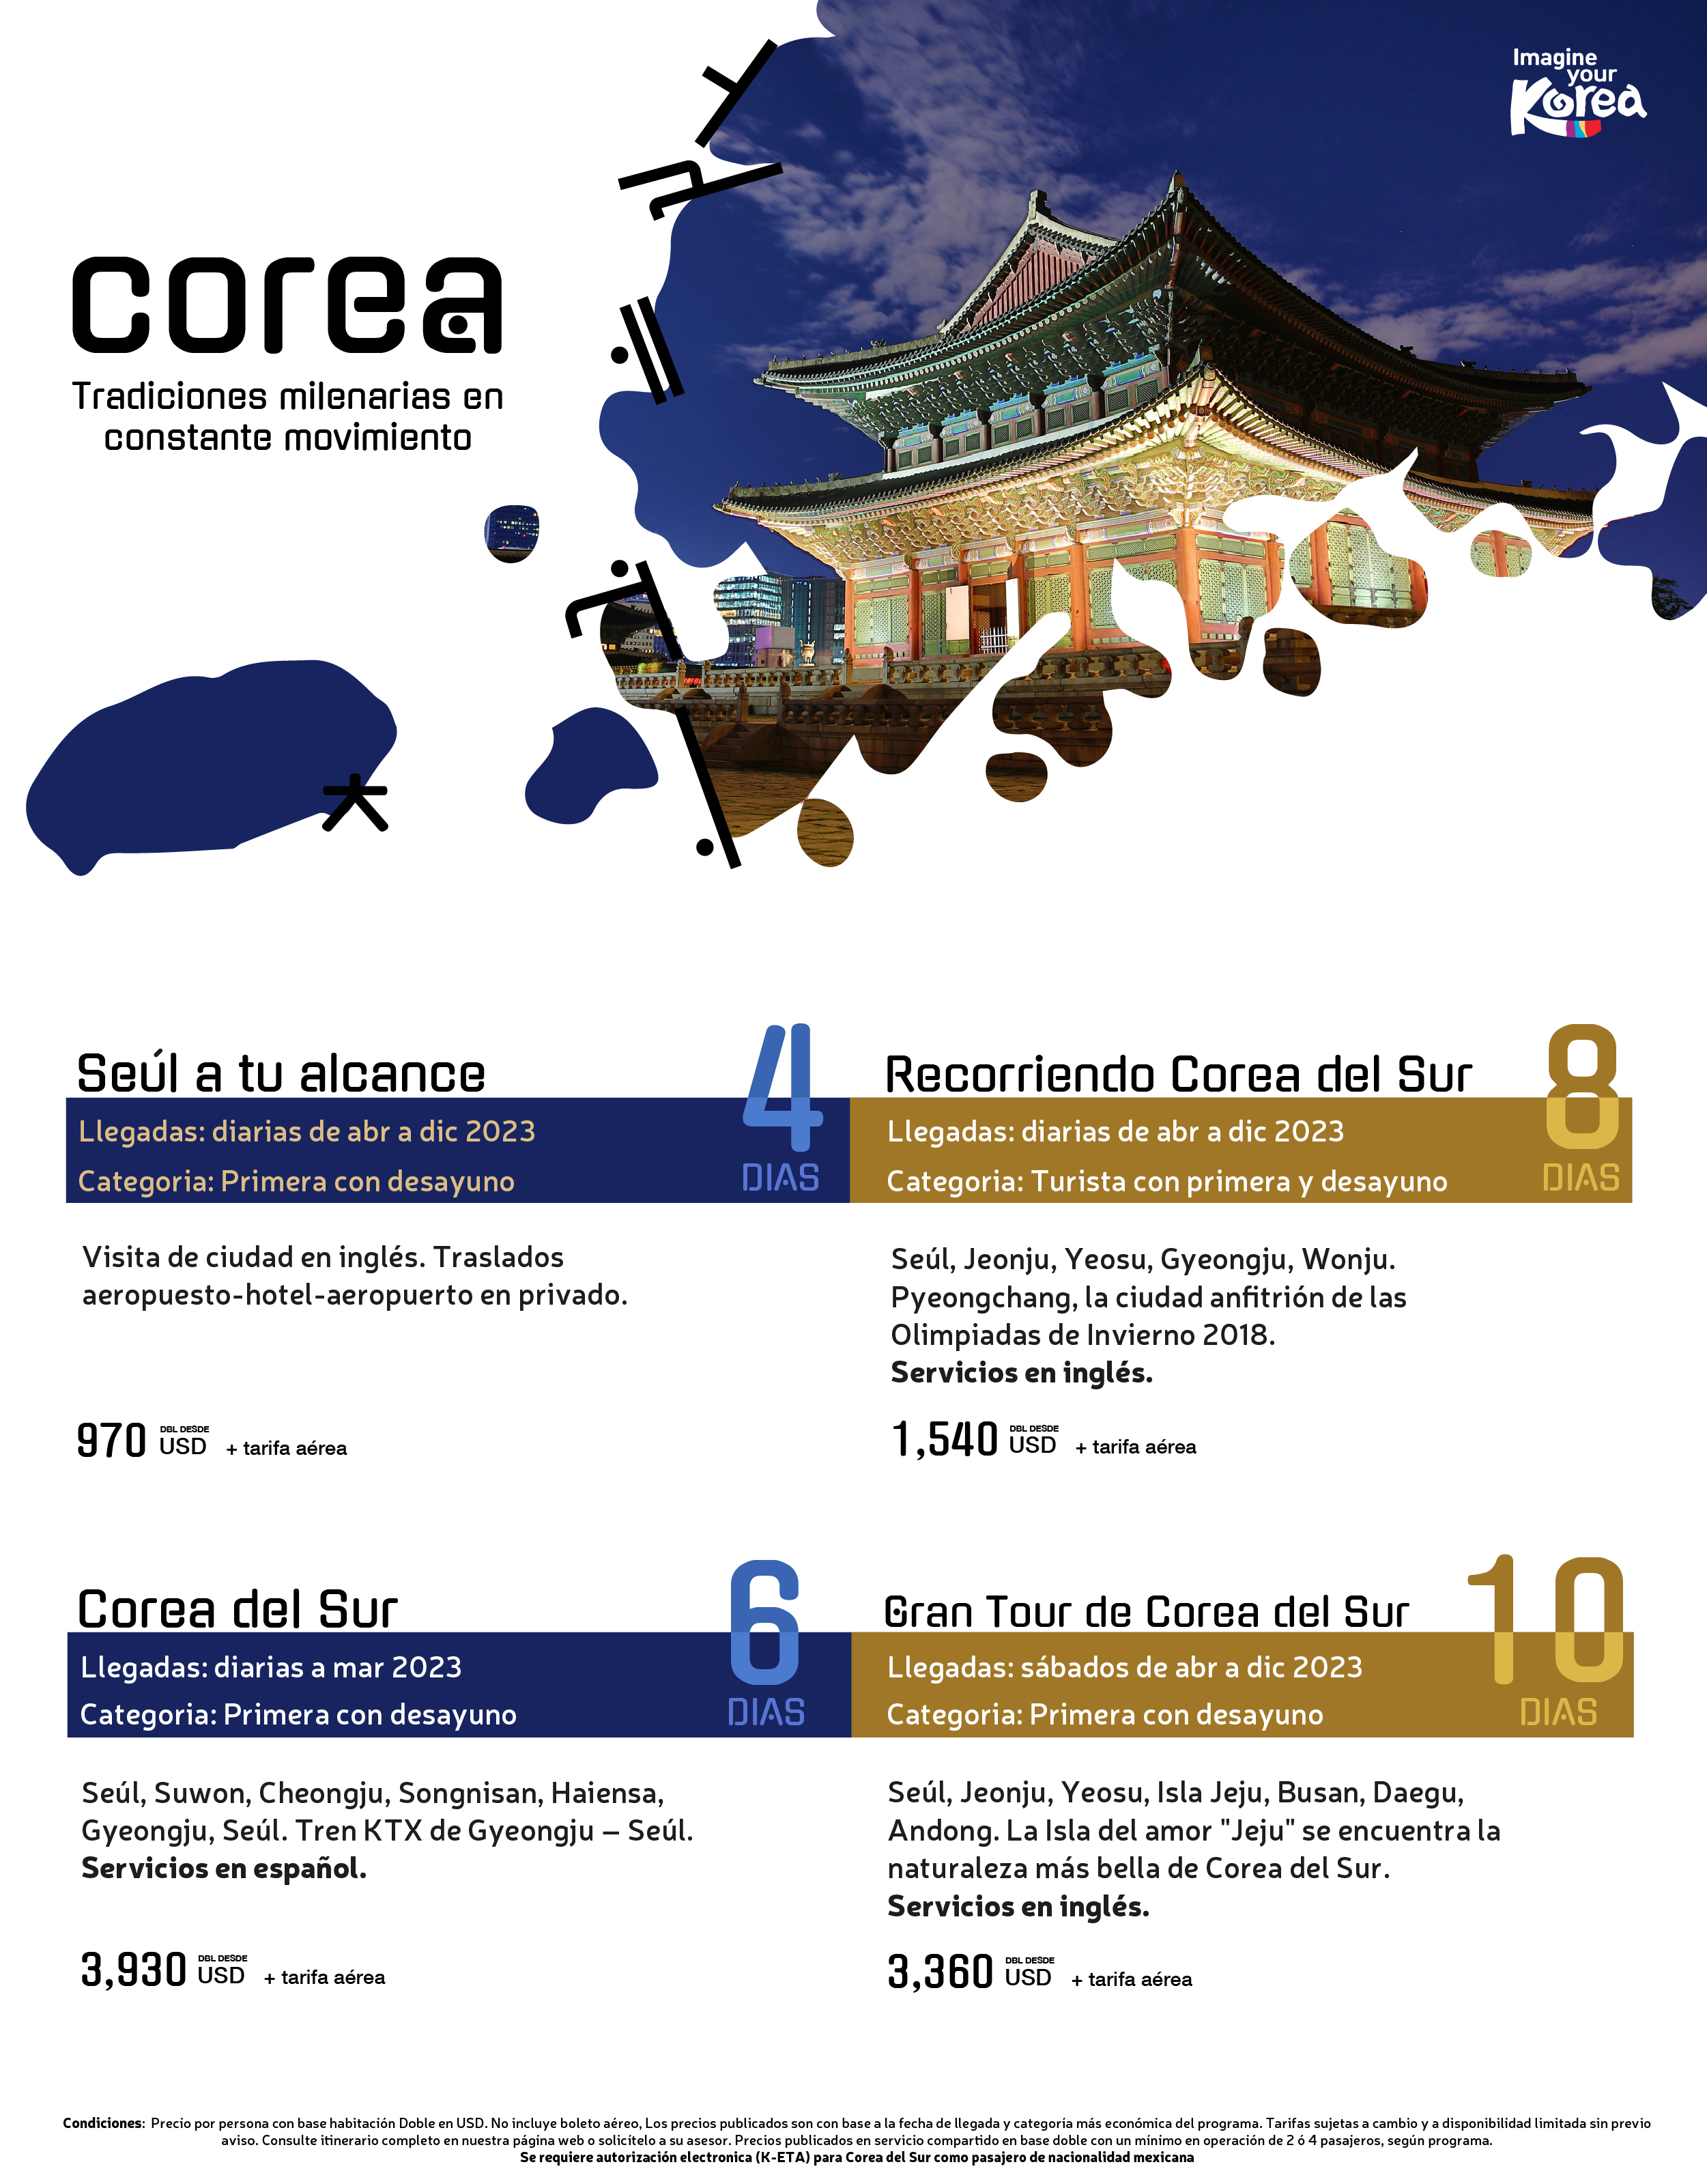 Imagine
your
Korea
corea
Tradiciones milenarias en
constante movimiento
Seúl a tu alcance
4
DIAS
Llegadas: diarias de abr a dic 2023
Categoria: Primera con desayuno
Visita de ciudad en inglés. Traslados
aeropuesto-hotel-aeropuerto en privado.
970 DBL DESDE USD + tarifa aérea
Recorriendo Corea del Sur
8
DIAS
Llegadas: diarias de abr a dic 2023
Categoria: Turista con primera y desayuno
Seúl, Jeonju, Yeosu, Gyeongju, Wonju.
Pyeongchang, la ciudad anfitrión de las
Olimpiadas de Invierno 2018.
Servicios en inglés.
1,540 DBL DESDE USD + tarifa aérea
Corea del Sur
6
DIAS
Llegadas: diarias a mar 2023
Categoria: Primera con desayuno
Seúl, Suwon, Cheongju, Songnisan, Haiensa,
Gyeongju, Seúl. Tren KTX de Gyeongju – Seúl.
Servicios en español.
3,930 DBL DESDE USD + tarifa aérea
Gran Tour de Corea del Sur
10
DIAS
Llegadas: sábados de abr a dic 2023
Categoria: Primera con desayuno
Seúl, Jeonju, Yeosu, Isla Jeju, Busan, Daegu,
Andong. La Isla del amor "Jeju" se encuentra la
naturaleza más bella de Corea del Sur.
Servicios en inglés.
3,360 DBL DESDE USD + tarifa aérea
Condiciones: Precio por persona con base habitación Doble en USD. No incluye boleto aéreo, Los precios publicados son con base a la fecha de llegada y categoría más económica del programa. Tarifas sujetas a cambio y a disponibilidad limitada sin previo
aviso. Consulte itinerario completo en nuestra página web o solicítelo a su asesor. Precios publicados en servicio compartido en base doble con un mínimo en operación de 2 ó 4 pasajeros, según programa.
Se requiere autorización electronica (K-ETA) para Corea del Sur como pasajero de nacionalidad mexicana